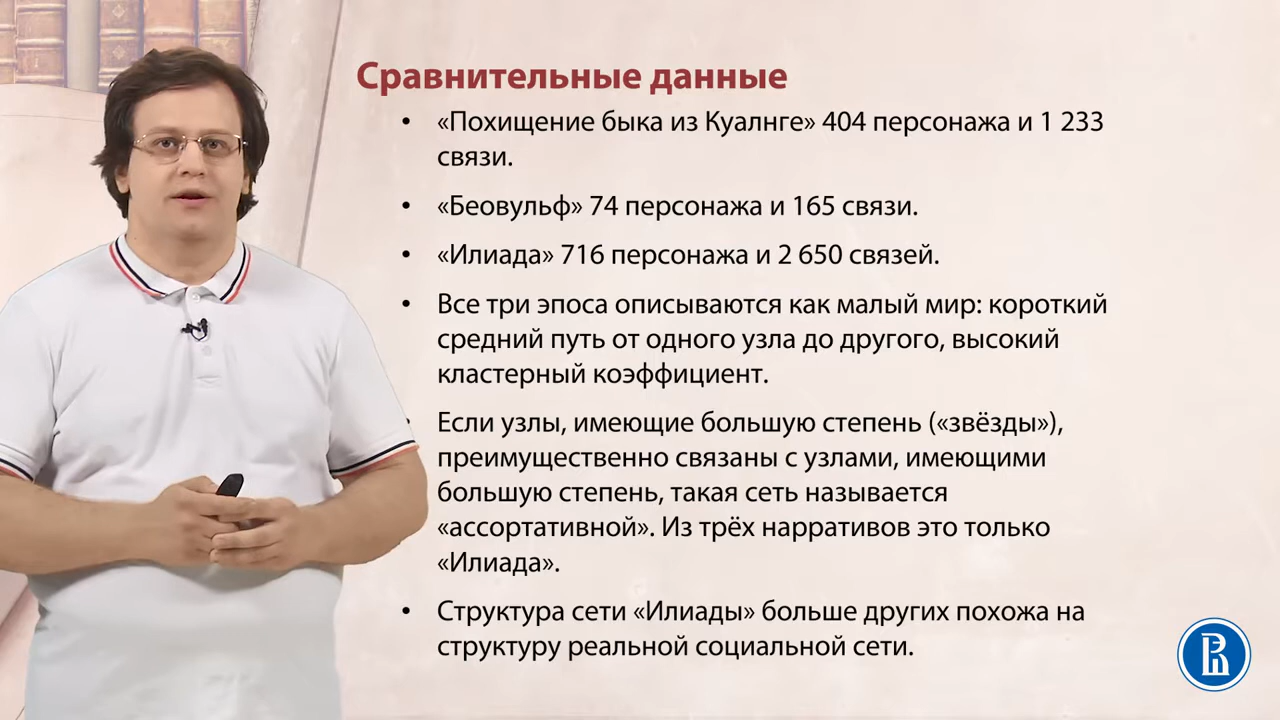 Сравнительные данные
• «Похищение быка из Куалнге» 404 персонажа и 1 233
связи.
• «Беовульф» 74 персонажа и 165 связи.
• «Илиада» 716 персонажа и 2 650 связей.
• Все три эпоса описываются как малый мир: короткий
средний путь от одного узла до другого, высокий
кластерный коэффициент.
Если узлы, имеющие большую степень («звёзды»),
преимущественно связаны с узлами, имеющими
большую степень, такая сеть называется
«ассортативной». Из трёх нарративов это только
«Илиада».
• Структура сети «Илиады» больше других похожа на
структуру реальной социальной сети.